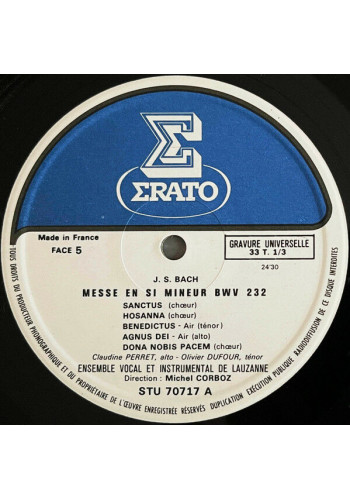 ΣRATO
Made in France
FACE 5
GRAVURE UNIVERSELLE
33 T. 1/3
24'30
J. S. BACH
MESSE EN SI MINEUR BWV 232
SANCTUS (chœur)
HOSANNA (chœur)
BENEDICTUS - Air (ténor)
AGNUS DEI - Air (alto)
DONA NOBIS PACEM (chœur)
Claudine PERRET, alto - Olivier DUFOUR, ténor
ENSEMBLE VOCAL ET INSTRUMENTAL DE LAUZANNE
Direction : Michel CORBOZ
STU 70717 A
TOUS DROITS DU PRODUCTEUR PHONOGRAPHIQUE ET DU PROPRIÉTAIRE DE L'ŒUVRE ENREGISTRÉE RÉSERVÉS DUPLICATION EXÉCUTION PUBLIQUE RADIODIFFUSION DE CE DISQUE INTERDITES